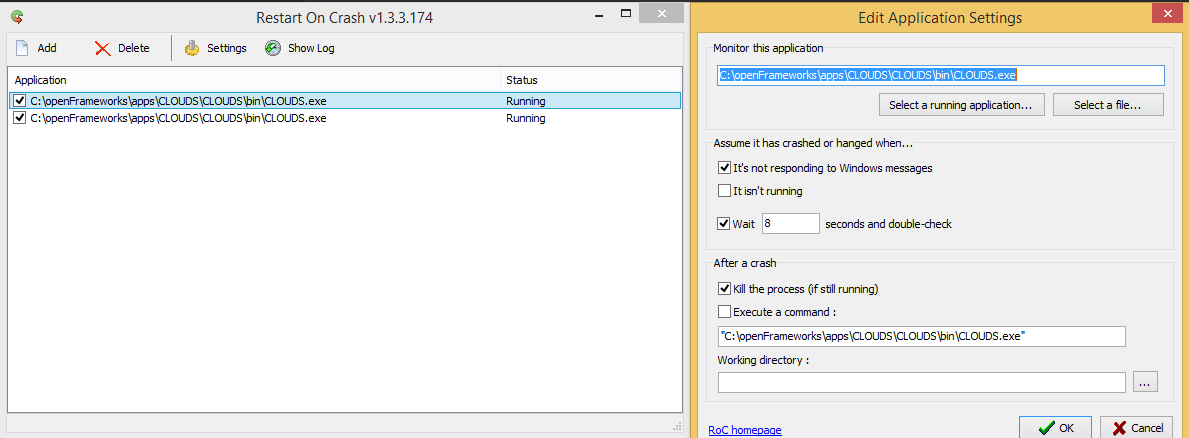 Restart On Crash v1.3.3.174
Add Delete Settings Show Log
Application Status
C:\openFrameworks\apps\CLOUDS\CLOUDS\bin\CLOUDS.exe Running
C:\openFrameworks\apps\CLOUDS\CLOUDS\bin\CLOUDS.exe Running
Edit Application Settings
Monitor this application
C:\openFrameworks\apps\CLOUDS\CLOUDS\bin\CLOUDS.exe
Select a running application... Select a file...
Assume it has crashed or hanged when...
It's not responding to Windows messages
It isn't running
Wait 8 seconds and double-check
After a crash
Kill the process (if still running)
Execute a command :
"C:\openFrameworks\apps\CLOUDS\CLOUDS\bin\CLOUDS.exe"
Working directory :
...
RoC homepage OK Cancel